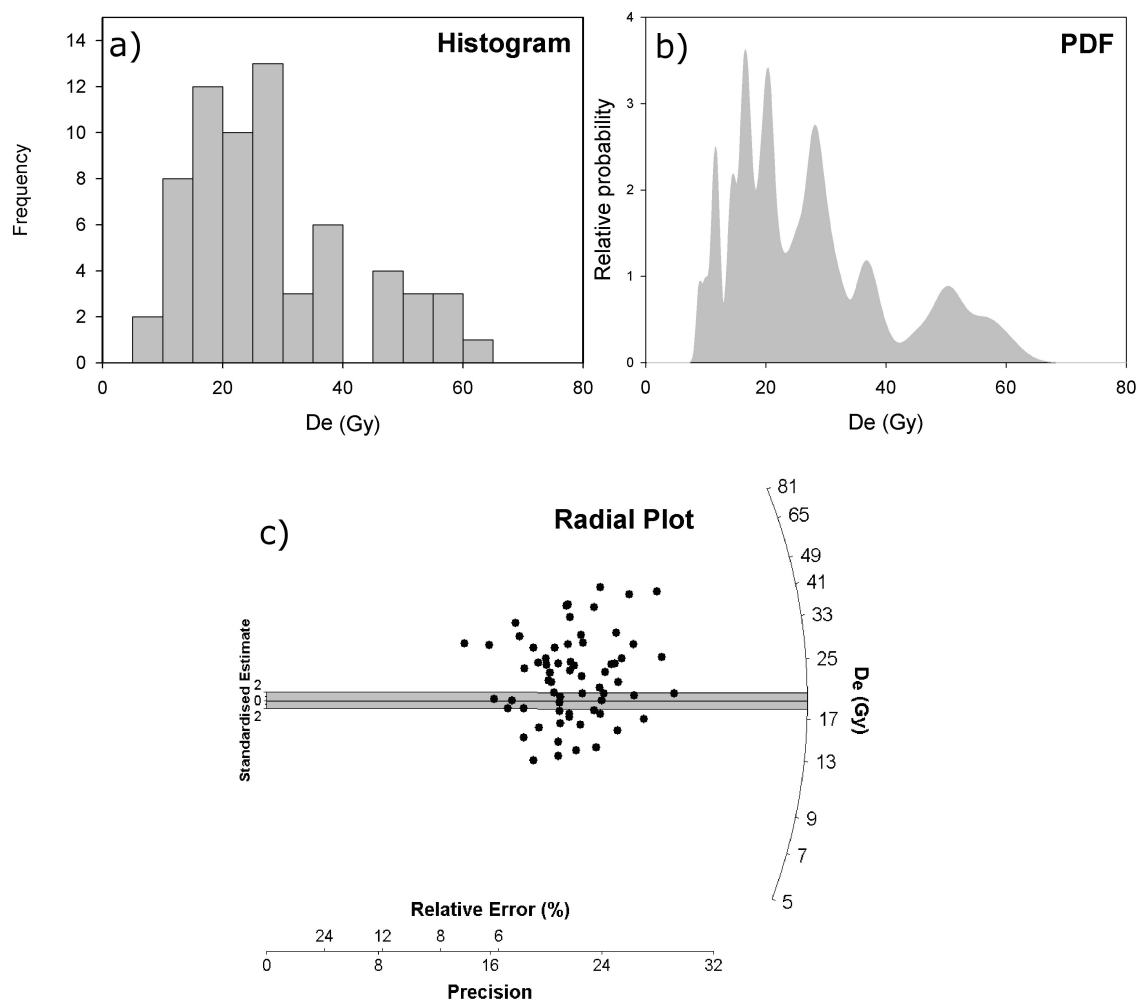 a)
Histogram
14
12
10
8
6
4
2
0
Frequency
0 20 40 60 80
De (Gy)
b)
PDF
4
3
2
1
0
Relative probability
0 20 40 60 80
De (Gy)
c)
Radial Plot
81
65
49
41
33
25
17
13
9
7
5
De (Gy)
Standardised Estimate
2
0
2
Relative Error (%)
24 12 8 6
0 8 16 24 32
Precision